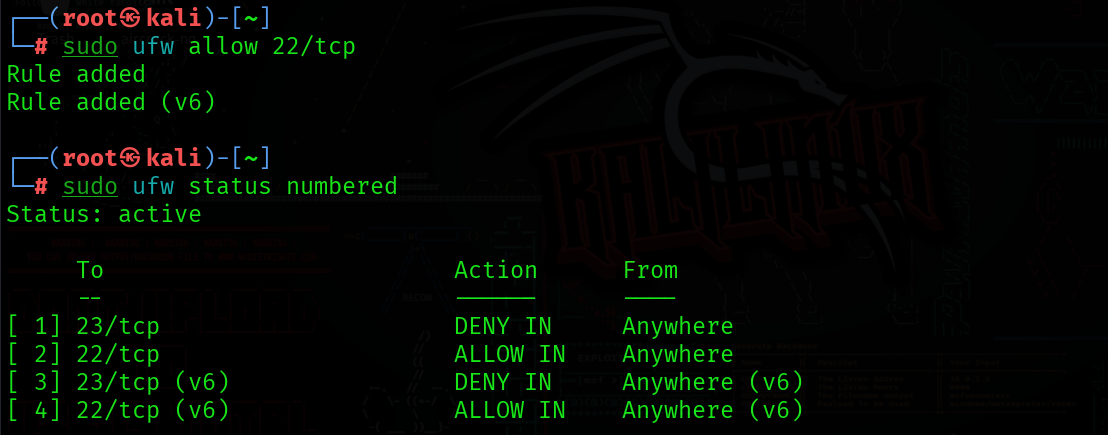 ┌──(root㉿kali)-[~]
└─# sudo ufw allow 22/tcp
Rule added
Rule added (v6)
┌──(root㉿kali)-[~]
└─# sudo ufw status numbered
Status: active
     To                         Action      From
     --                         ------      ----
[ 1] 23/tcp                     DENY IN     Anywhere
[ 2] 22/tcp                     ALLOW IN    Anywhere
[ 3] 23/tcp (v6)                DENY IN     Anywhere (v6)
[ 4] 22/tcp (v6)                ALLOW IN    Anywhere (v6)
KALI LINUX